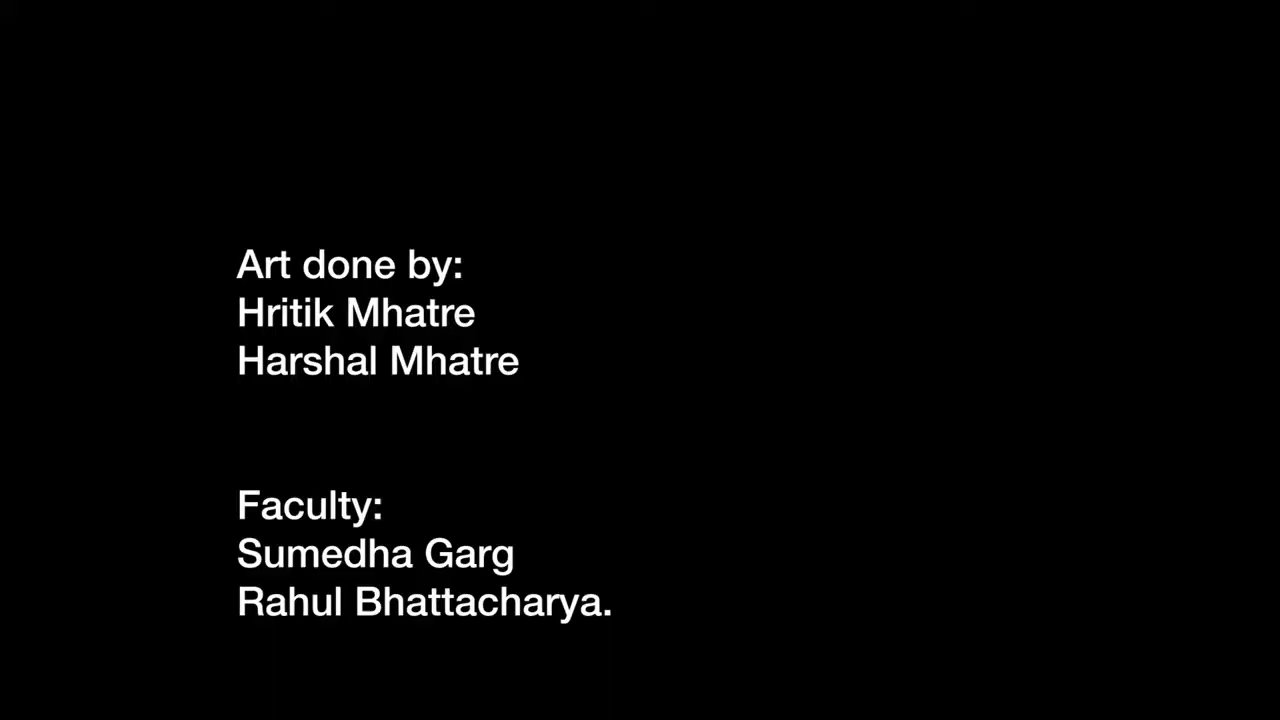 Art done by:
Hritik Mhatre
Harshal Mhatre
Faculty:
Sumedha Garg
Rahul Bhattacharya.